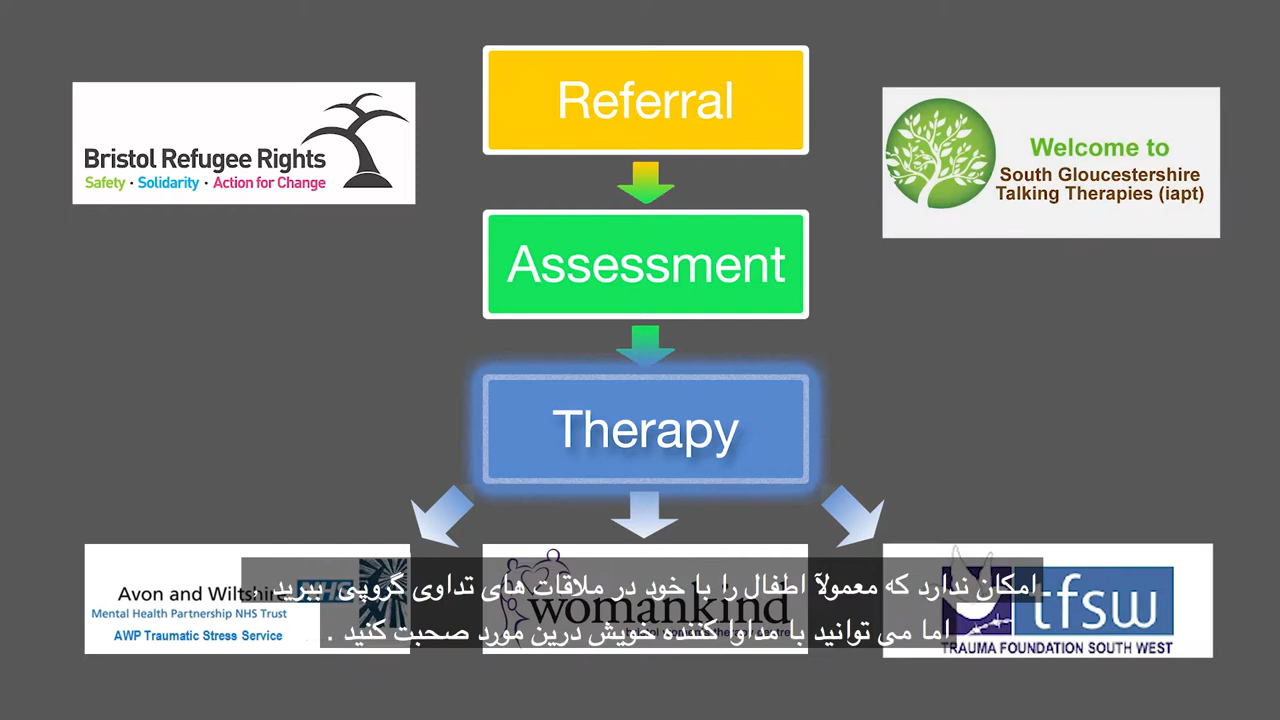 Referral
Bristol Refugee Rights
Safety · Solidarity · Action for Change
Welcome to
South Gloucestershire
Talking Therapies (iapt)
Assessment
Therapy
Avon and Wiltshire
Mental Health Partnership NHS Trust
AWP Traumatic Stress Service
NHS
womankind
tfsw
TRAUMA FOUNDATION SOUTH WEST
امکان ندارد که معمولآ اطفال را با خود در ملاقات های تداوی گروپی ببرید ,
اما می توانید با مداوا کننده خویش درین مورد صحبت کنید .